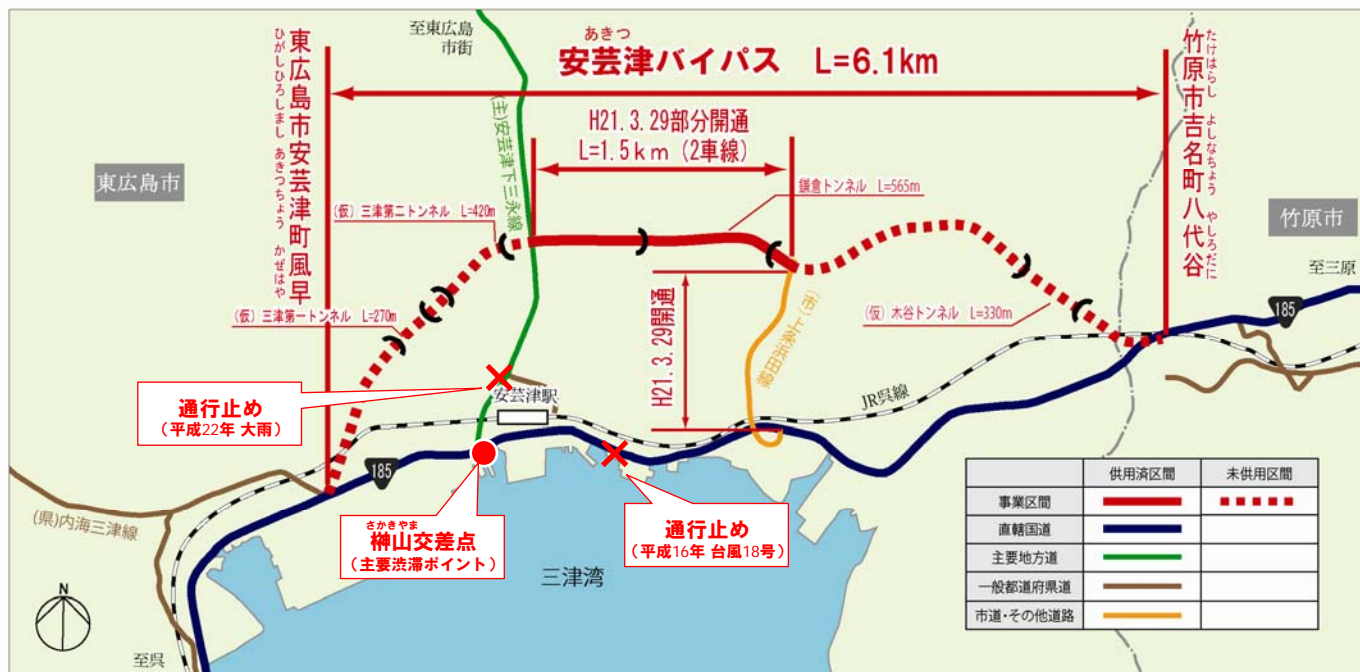 至東広島
市街
あきつ
安芸津バイパス L=6.1km
H21.3.29部分開通
L=1.5km (2車線)
東広島市安芸津町風早
ひがしひろしまし あきつちょう かざはや
竹原市吉名町八代谷
たけはらし よしなちょう やしろだに
東広島市
竹原市
至三原
185
(主)安芸津下三永線
(仮) 三津第二トンネル L=420m
鎌倉トンネル L=565m
(仮) 三津第一トンネル L=270m
(仮) 木谷トンネル L=330m
H21.3.29開通
(市)上条浜田線
通行止め
(平成22年 大雨)
安芸津駅
JR呉線
185
(県)内海三津線
さかきやま
榊山交差点
(主要渋滞ポイント)
通行止め
(平成16年 台風18号)
三津湾
N
至呉
供用済区間 未供用区間
事業区間
直轄国道
主要地方道
一般都道府県道
市道・その他道路